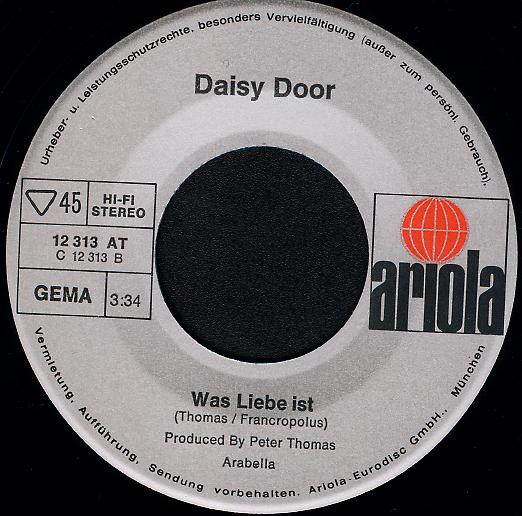 Urheber- u. Leistungsschutzrechte, besonders Vervielfältigung (außer zum persönl. Gebrauch),
Daisy Door
45
HI-FI
STEREO
12 313 AT
C 12 313 B
GEMA
3:34
ariola
Was Liebe ist
(Thomas / Francropolus)
Produced By Peter Thomas
Arabella
Vermietung, Aufführung, Sendung vorbehalten. Ariola-Eurodisc GmbH., München